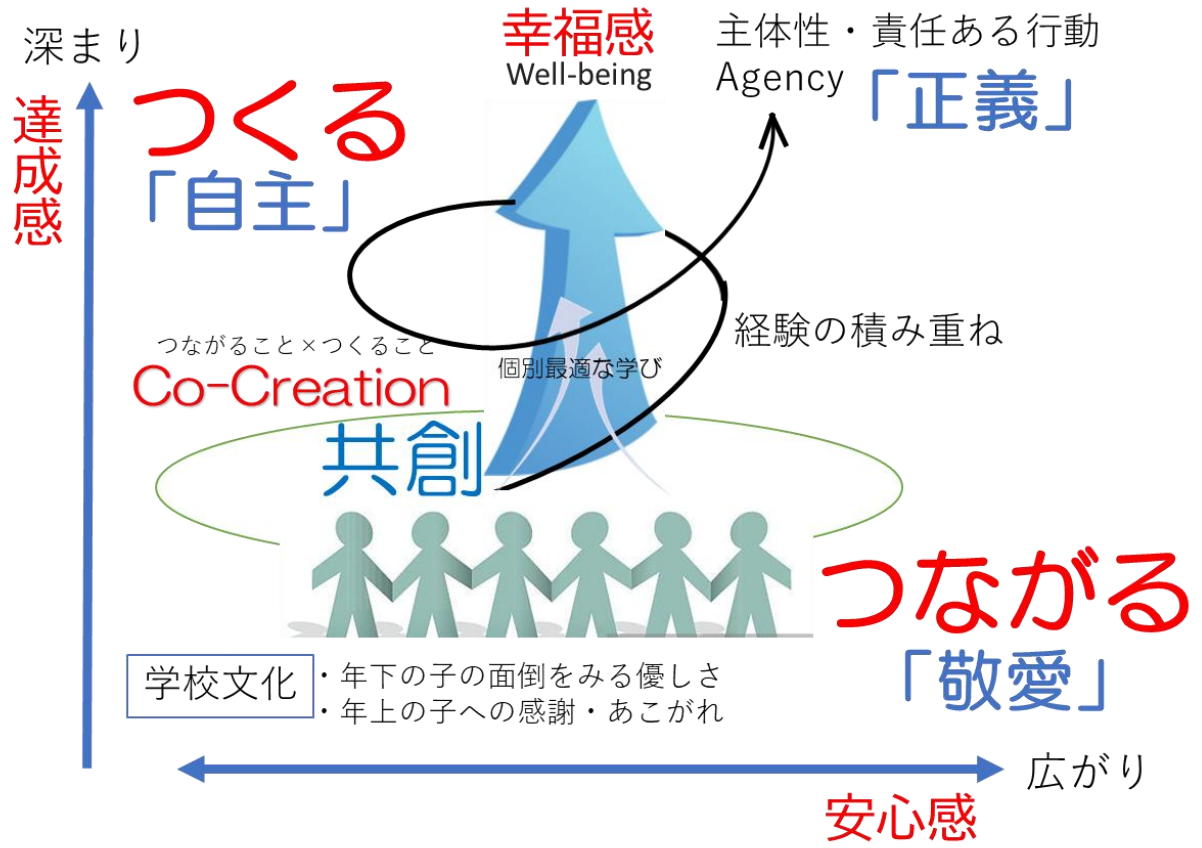 深まり
達成感
つくる
「自主」
幸福感
Well-being
主体性・責任ある行動
Agency
「正義」
経験の積み重ね
つながること×つくること
Co-Creation
共創
個別最適な学び
つながる
「敬愛」
学校文化
・年下の子の面倒をみる優しさ
・年上の子への感謝・あこがれ
広がり
安心感